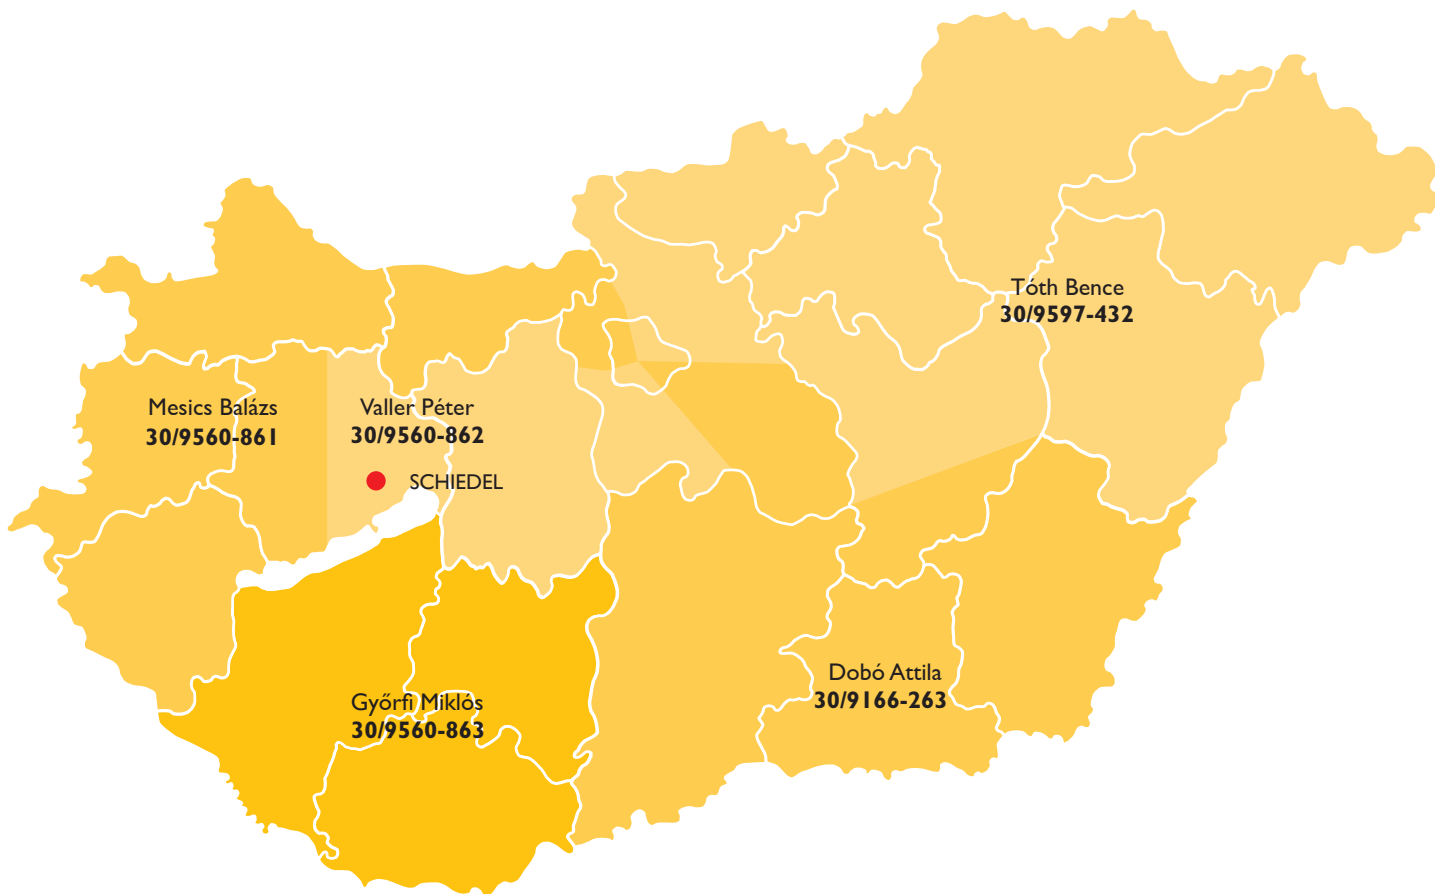 Tóth Bence
30/9597-432
Mesics Balázs
30/9560-861
Valler Péter
30/9560-862
SCHIEDEL
Dobó Attila
30/9166-263
Győrfi Miklós
30/9560-863